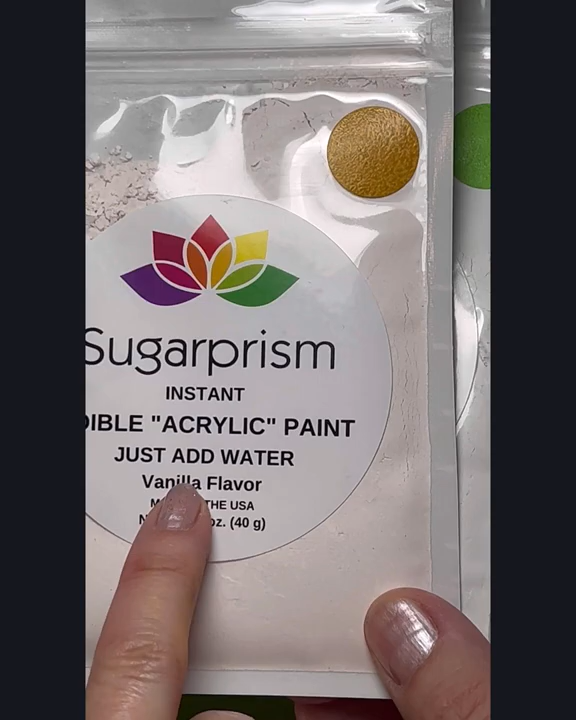 Sugarprism
INSTANT
DIBLE "ACRYLIC" PAINT
JUST ADD WATER
Vanilla Flavor
THE USA
oz. (40 g)